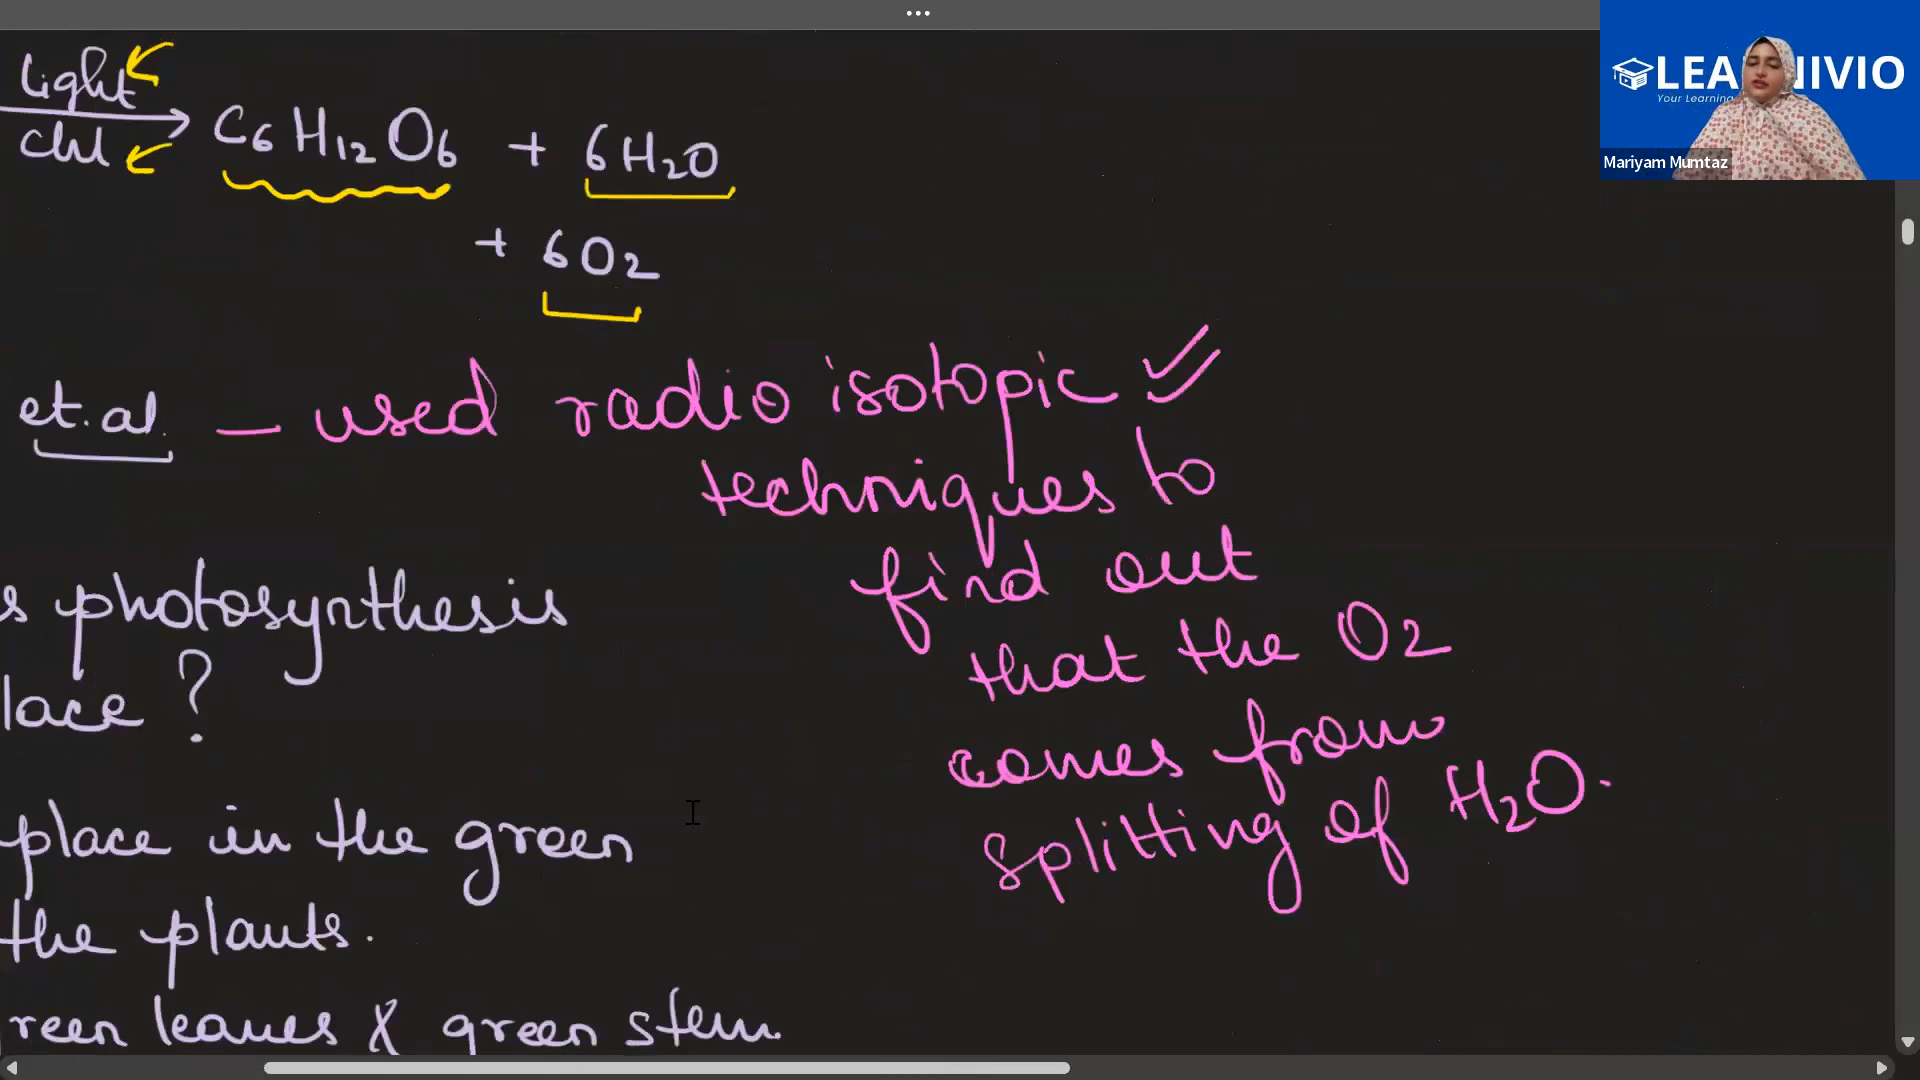 •••
LEA NIVIO
Your Learning
Mariyam Mumtaz
light
chl
C6H12O6 + 6H2O
+ 6O2
et.al. — used radio isotopic
techniques to
find out
that the O2
comes from
splitting of H2O.
s photosynthesis
lace ?
place in the green
the plants.
reen leaves & green stem